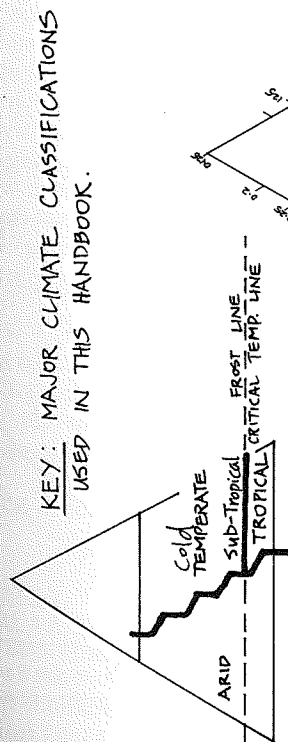 KEY: MAJOR CLIMATE CLASSIFICATIONS
USED IN THIS HANDBOOK.
Cold
TEMPERATE
ARID
Sub-Tropical
TROPICAL
FROST LINE
CRITICAL TEMP. LINE